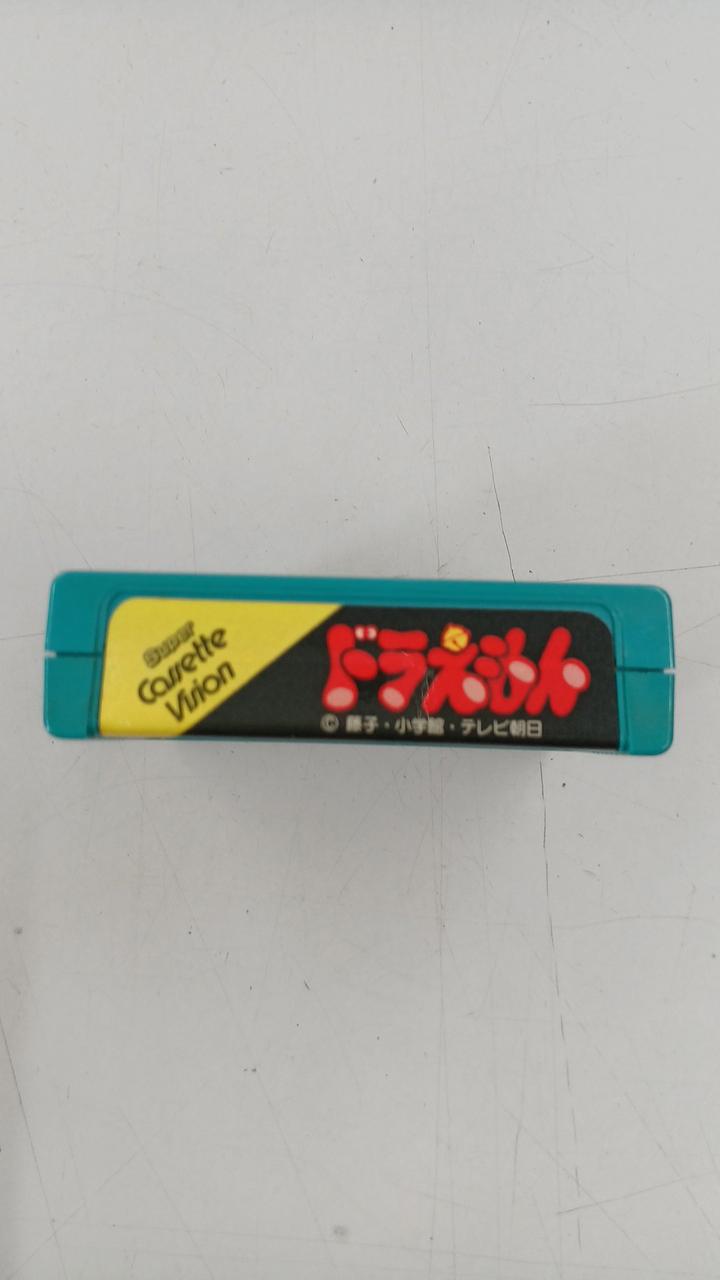 Super
Cassette
Vision
ドラえもん
© 藤子・小学館・テレビ朝日